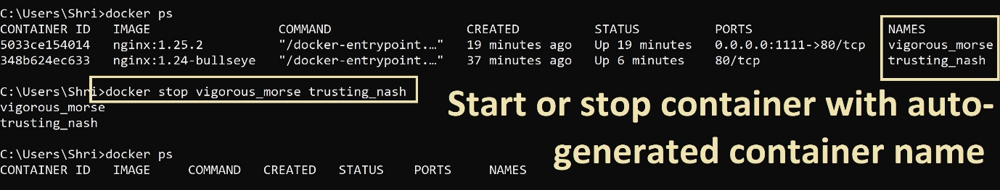 C:\Users\Shri>docker ps
CONTAINER ID   IMAGE                 COMMAND                  CREATED          STATUS          PORTS                  NAMES
5033ce154014   nginx:1.25.2          "/docker-entrypoint.…"   19 minutes ago   Up 19 minutes   0.0.0.0:1111->80/tcp   vigorous_morse
348b624ec633   nginx:1.24-bullseye   "/docker-entrypoint.…"   37 minutes ago   Up 6 minutes    80/tcp                 trusting_nash
C:\Users\Shri>docker stop vigorous_morse trusting_nash
vigorous_morse
trusting_nash
C:\Users\Shri>docker ps
CONTAINER ID   IMAGE     COMMAND   CREATED   STATUS    PORTS     NAMES
Start or stop container with auto-
generated container name